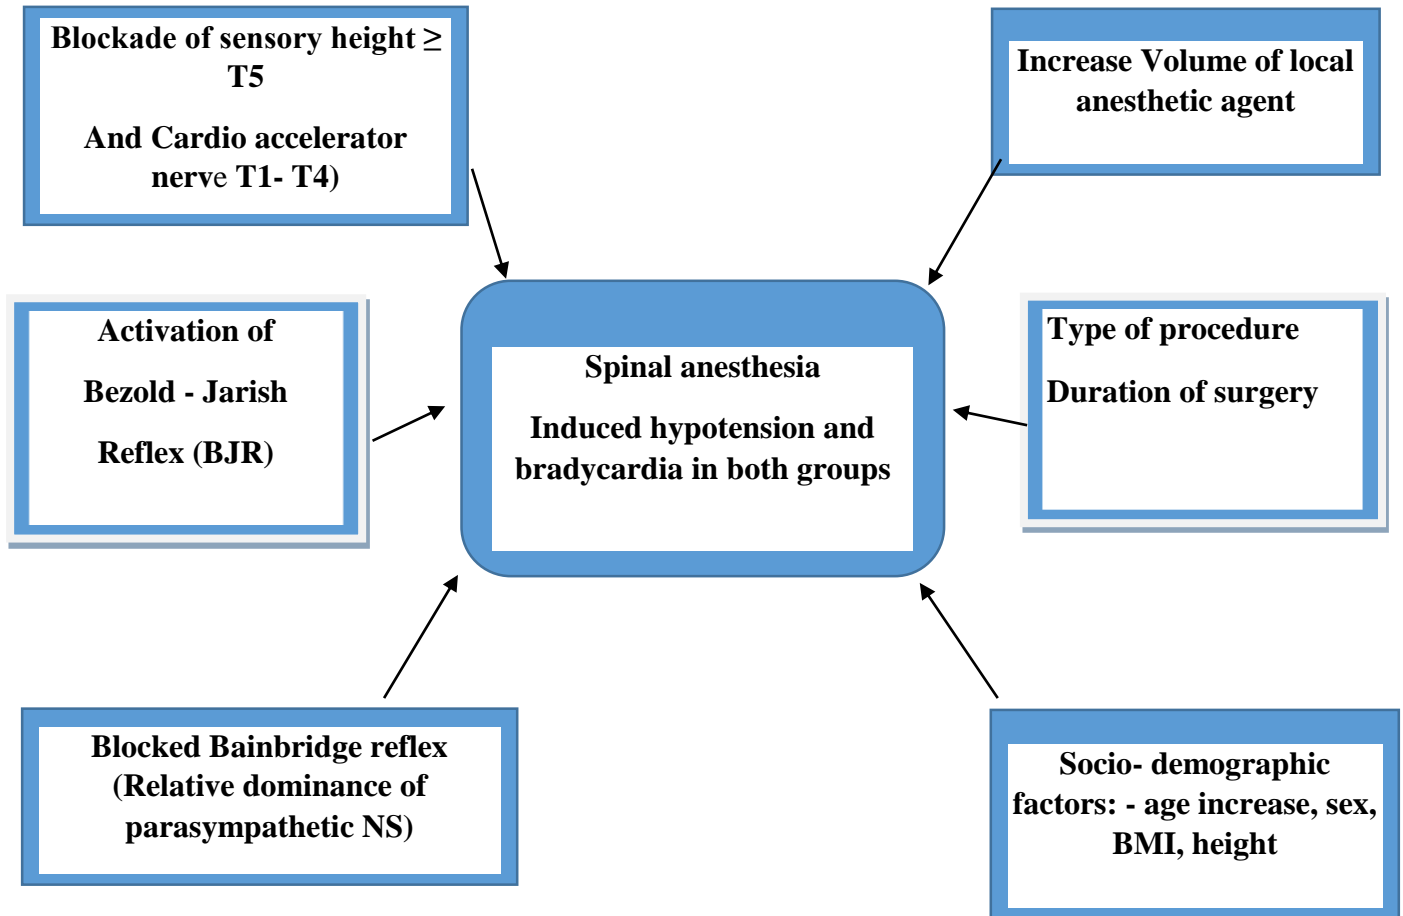 Blockade of sensory height ≥
T5
And Cardio accelerator
nerve T1- T4)
Increase Volume of local
anesthetic agent
Activation of
Bezold - Jarish
Reflex (BJR)
Spinal anesthesia
Induced hypotension and
bradycardia in both groups
Type of procedure
Duration of surgery
Blocked Bainbridge reflex
(Relative dominance of
parasympathetic NS)
Socio- demographic
factors: - age increase, sex,
BMI, height